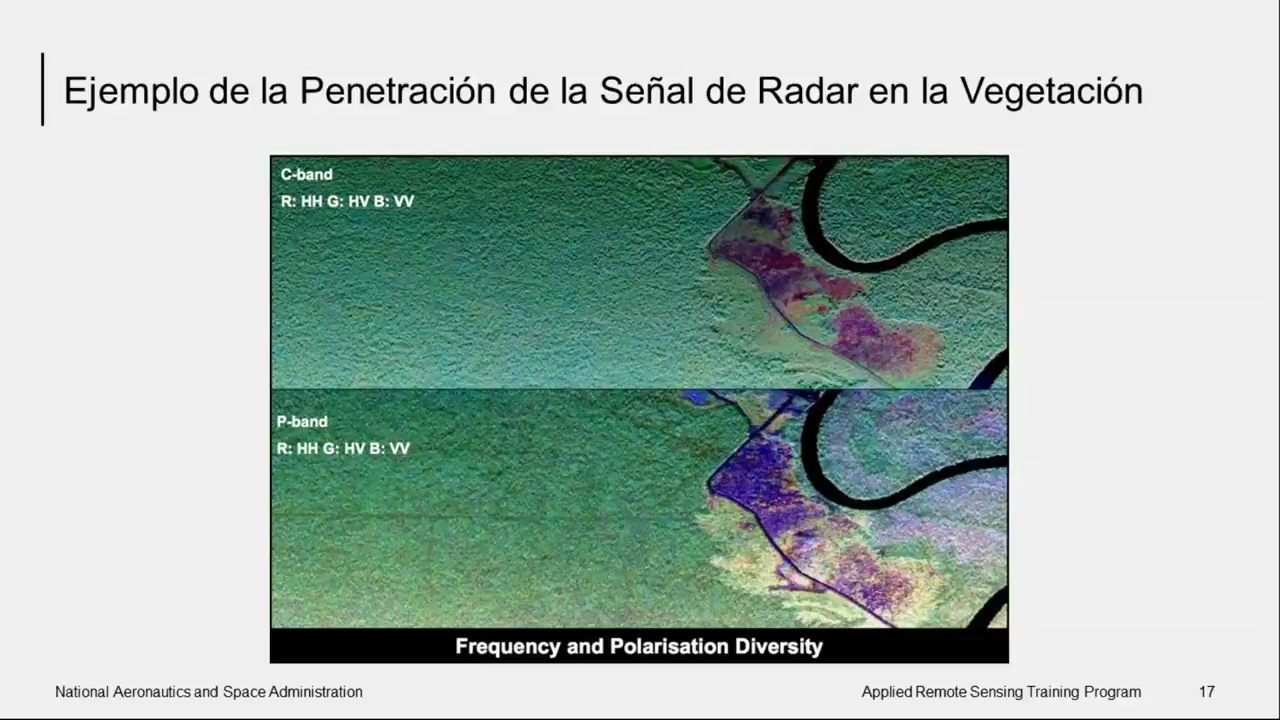 Ejemplo de la Penetración de la Señal de Radar en la Vegetación
C-band
R: HH G: HV B: VV
P-band
R: HH G: HV B: VV
Frequency and Polarisation Diversity
National Aeronautics and Space Administration
Applied Remote Sensing Training Program
17